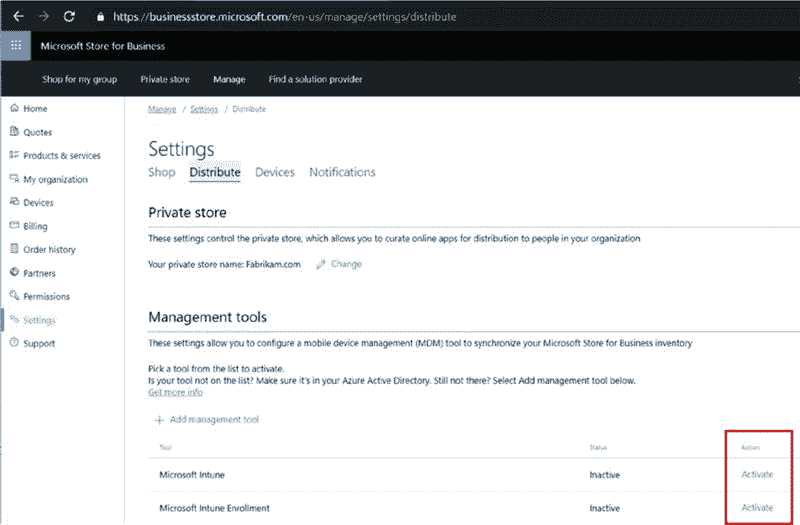 https://businessstore.microsoft.com/en-us/manage/settings/distribute
Microsoft Store for Business
Shop for my group Private store Manage Find a solution provider
Home
Quotes
Products & services
My organization
Devices
Billing
Order history
Partners
Permissions
Settings
Support
Manage / Settings / Distribute
Settings
Shop Distribute Devices Notifications
Private store
These settings control the private store, which allows you to curate online apps for distribution to people in your organization
Your private store name: Fabrikam.com Change
Management tools
These settings allow you to configure a mobile device management (MDM) tool to synchronize your Microsoft Store for Business inventory
Pick a tool from the list to activate.
Is your tool not on the list? Make sure it's in your Azure Active Directory. Still not there? Select Add management tool below.
Get more info
Add management tool
Tool Status Action
Microsoft Intune Inactive Activate
Microsoft Intune Enrollment Inactive Activate